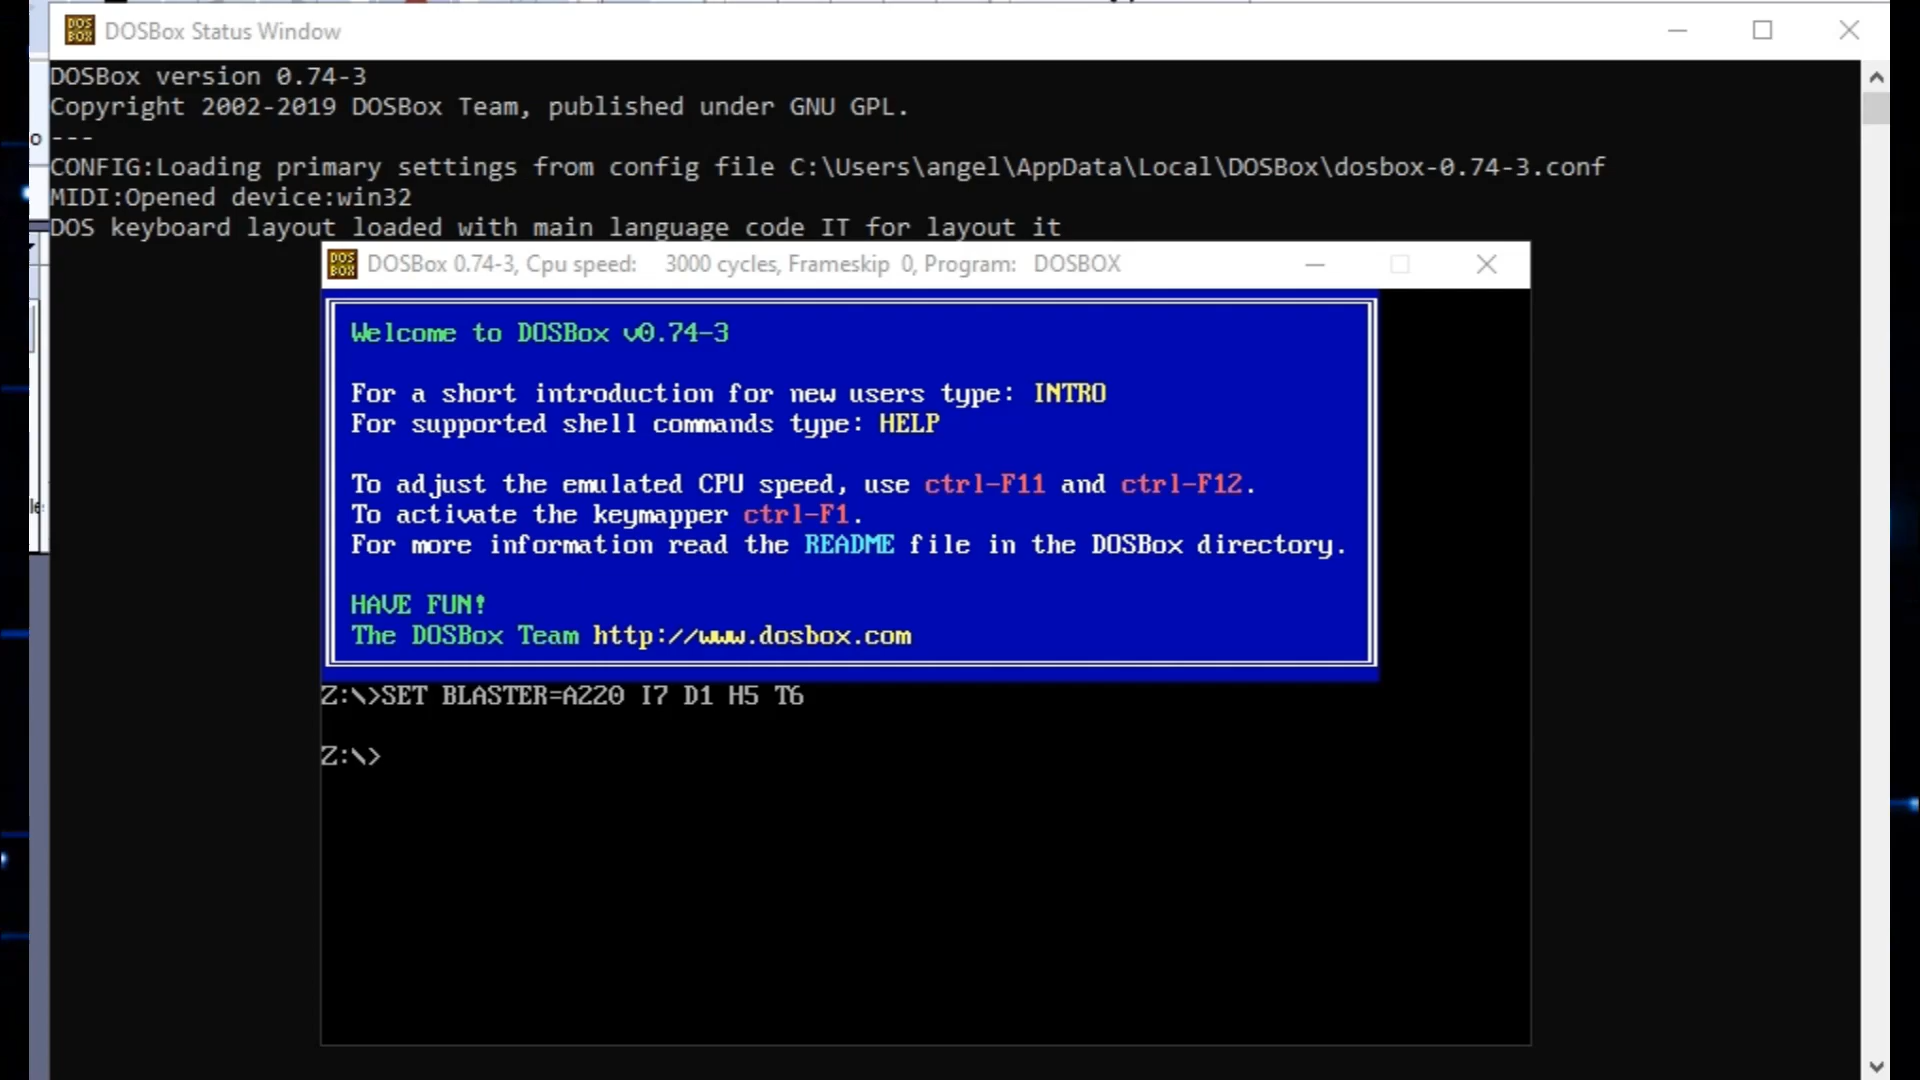 DOSBox Status Window
DOSBox version 0.74-3
Copyright 2002-2019 DOSBox Team, published under GNU GPL.
---
CONFIG:Loading primary settings from config file C:\Users\angel\AppData\Local\DOSBox\dosbox-0.74-3.conf
MIDI:Opened device:win32
DOS keyboard layout loaded with main language code IT for layout it
DOSBox 0.74-3, Cpu speed: 3000 cycles, Frameskip 0, Program: DOSBOX
Welcome to DOSBox v0.74-3
For a short introduction for new users type: INTRO
For supported shell commands type: HELP
To adjust the emulated CPU speed, use ctrl-F11 and ctrl-F12.
To activate the keymapper ctrl-F1.
For more information read the README file in the DOSBox directory.
HAVE FUN!
The DOSBox Team http://www.dosbox.com
Z:\>SET BLASTER=A220 I7 D1 H5 T6
Z:\>